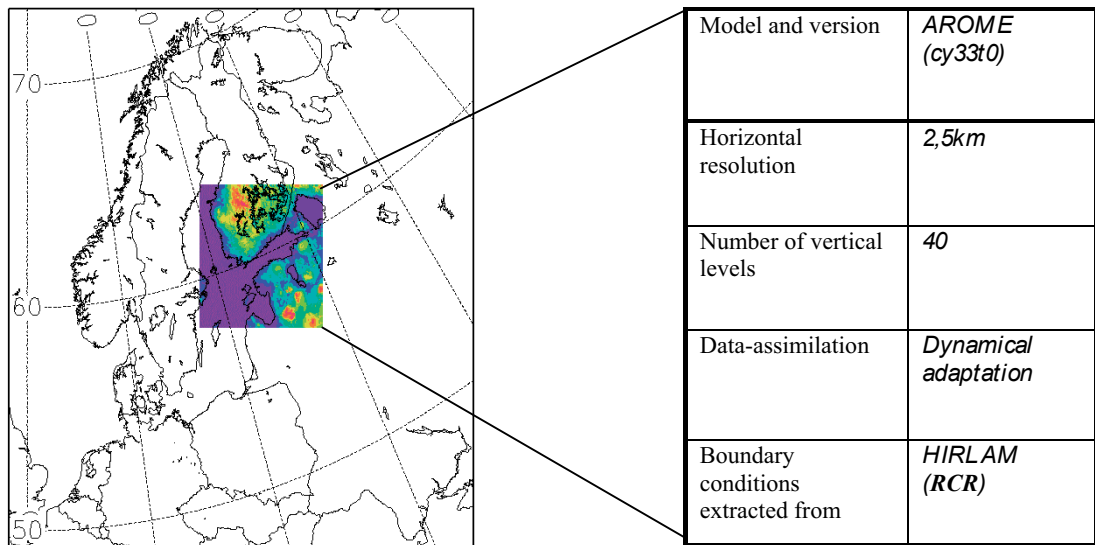 70
60
50
Model and version
AROME
(cy33t0)
Horizontal
resolution
2,5km
Number of vertical
levels
40
Data-assimilation
Dynamical
adaptation
Boundary
conditions
extracted from
HIRLAM
(RCR)